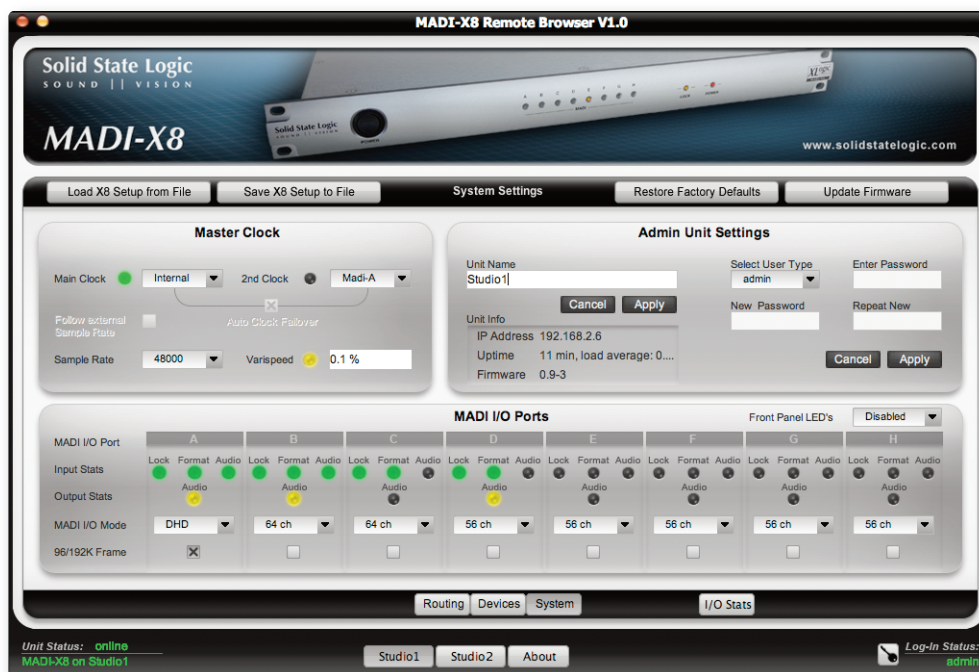 MADI-X8 Remote Browser V1.0
Solid State Logic
SOUND || VISION
MADI-X8
Solid State Logic
POWER
A B C D E F G H
MADI
LOCK POWER
XLogic
www.solidstatelogic.com
Load X8 Setup from File Save X8 Setup to File System Settings Restore Factory Defaults Update Firmware
Master Clock
Main Clock Internal 2nd Clock Madi-A
Follow external
Sample Rate
Auto Clock Failover
Sample Rate 48000 Varispeed 0.1 %
Admin Unit Settings
Unit Name
Studio1
Cancel Apply
Unit Info
IP Address 192.168.2.6
Uptime 11 min, load average: 0....
Firmware 0.9-3
Select User Type Enter Password
admin
New Password Repeat New
Cancel Apply
MADI I/O Ports
Front Panel LED's Disabled
MADI I/O Port A B C D E F G H
Lock Format Audio Lock Format Audio Lock Format Audio Lock Format Audio Lock Format Audio Lock Format Audio Lock Format Audio Lock Format Audio
Input Stats
Audio Audio Audio Audio Audio Audio Audio Audio
Output Stats
MADI I/O Mode DHD 64 ch 64 ch 56 ch 56 ch 56 ch 56 ch 56 ch
96/192K Frame
Routing Devices System I/O Stats
Unit Status: online
MADI-X8 on Studio1
Studio1 Studio2 About
Log-In Status:
admin